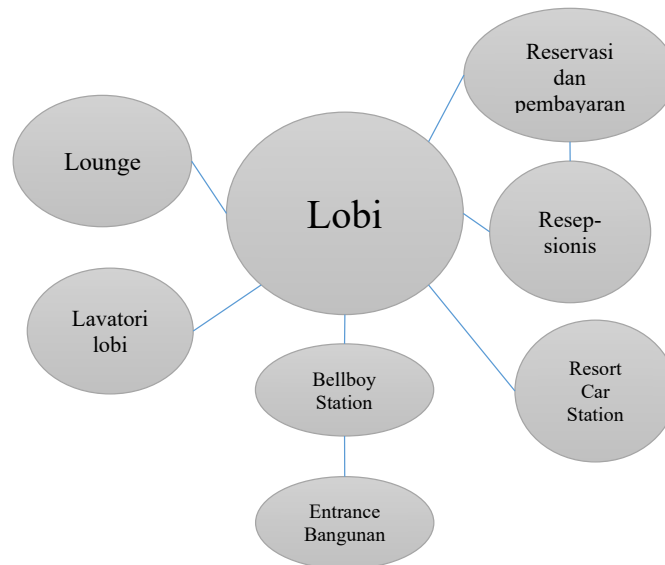 Reservasi
dan
pembayaran
Lounge
Lobi
Resep-
sionis
Lavatori
lobi
Bellboy
Station
Resort
Car
Station
Entrance
Bangunan